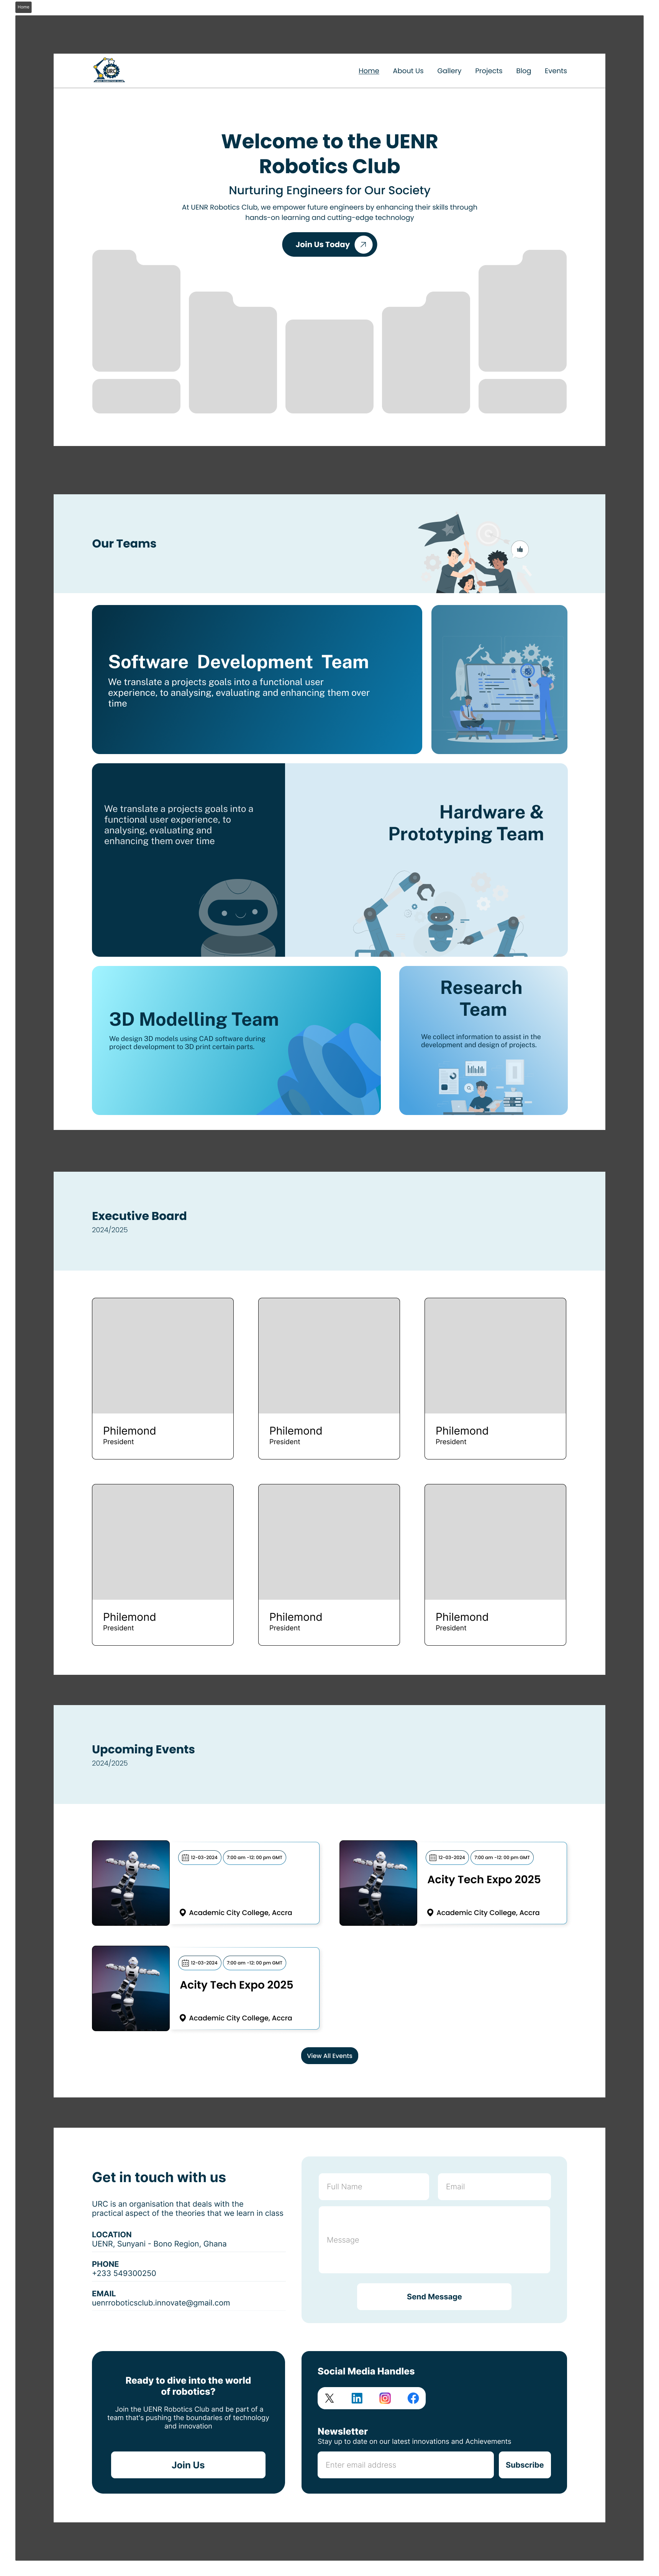 Home
URC
Home About Us Gallery Projects Blog Events
Welcome to the UENR
Robotics Club
Nurturing Engineers for Our Society
At UENR Robotics Club, we empower future engineers by enhancing their skills through
hands-on learning and cutting-edge technology
Join Us Today
Our Teams
Software Development Team
We translate a projects goals into a functional user
experience, to analysing, evaluating and enhancing them over
time
We translate a projects goals into a
functional user experience, to
analysing, evaluating and
enhancing them over time
Hardware &
Prototyping Team
3D Modelling Team
We design 3D models using CAD software during
project development to 3D print certain parts.
Research
Team
We collect information to assist in the
development and design of projects.
Executive Board
2024/2025
Philemond
President
Philemond
President
Philemond
President
Philemond
President
Philemond
President
Philemond
President
Upcoming Events
2024/2025
12-03-2024 7:00 am -12: 00 pm GMT
Academic City College, Accra
12-03-2024 7:00 am -12: 00 pm GMT
Acity Tech Expo 2025
Academic City College, Accra
12-03-2024 7:00 am -12: 00 pm GMT
Acity Tech Expo 2025
Academic City College, Accra
View All Events
Get in touch with us
URC is an organisation that deals with the
practical aspect of the theories that we learn in class
LOCATION
UENR, Sunyani - Bono Region, Ghana
PHONE
+233 549300250
EMAIL
uenrroboticsclub.innovate@gmail.com
Full Name
Email
Message
Send Message
Ready to dive into the world
of robotics?
Join the UENR Robotics Club and be part of a
team that's pushing the boundaries of technology
and innovation
Join Us
Social Media Handles
Newsletter
Stay up to date on our latest innovations and Achievements
Enter email address
Subscribe